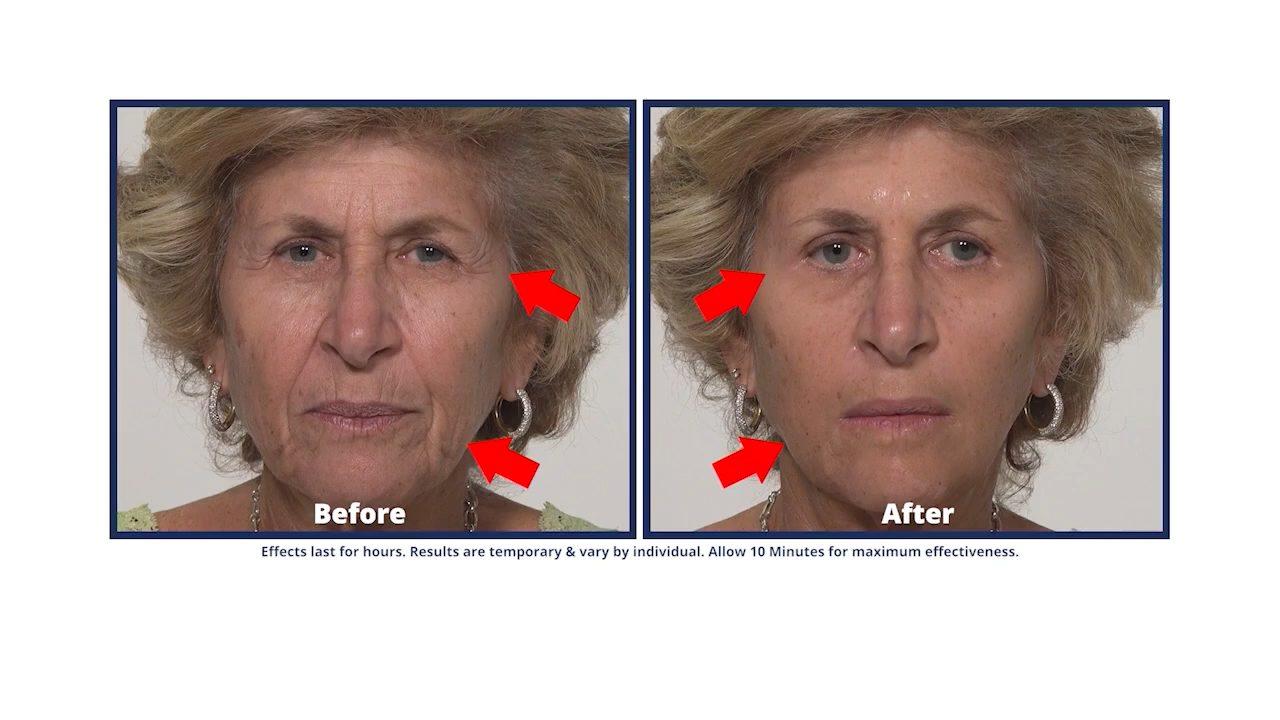 Before
After
Effects last for hours. Results are temporary & vary by individual. Allow 10 Minutes for maximum effectiveness.